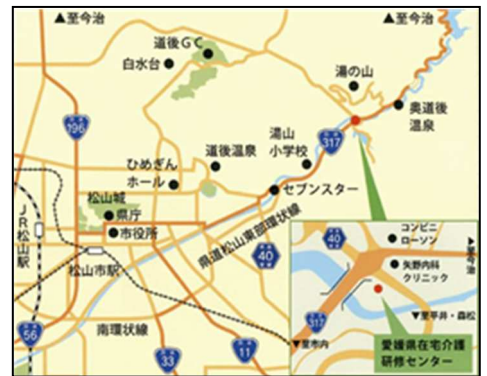 ▲至今治
▲至今治
道後GC
白水台
湯の山
奥道後
温泉
196
317
湯山
小学校
道後温泉
ひめぎん
ホール
セブンスター
松山城
県庁
市役所
JR松山駅
松山市駅
県道松山東部環状線
40
南環状線
56
33
11
40
コンビニ
ローソン
▲至今治
矢野内科
クリニック
317
▼至市内
▼至平井・森松
愛媛県在宅介護
研修センター